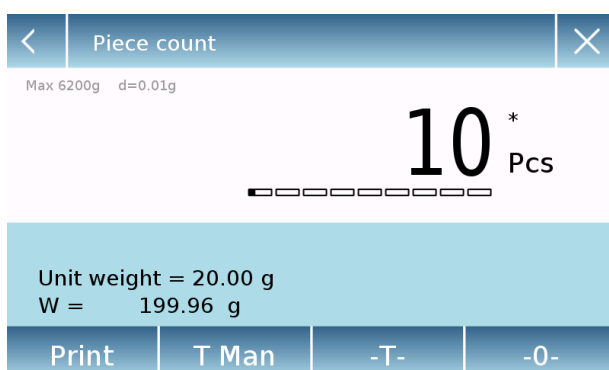 Piece count
Max 6200g d=0.01g
10 * Pcs
Unit weight = 20.00 g
W = 199.96 g
Print T Man -T- -0-